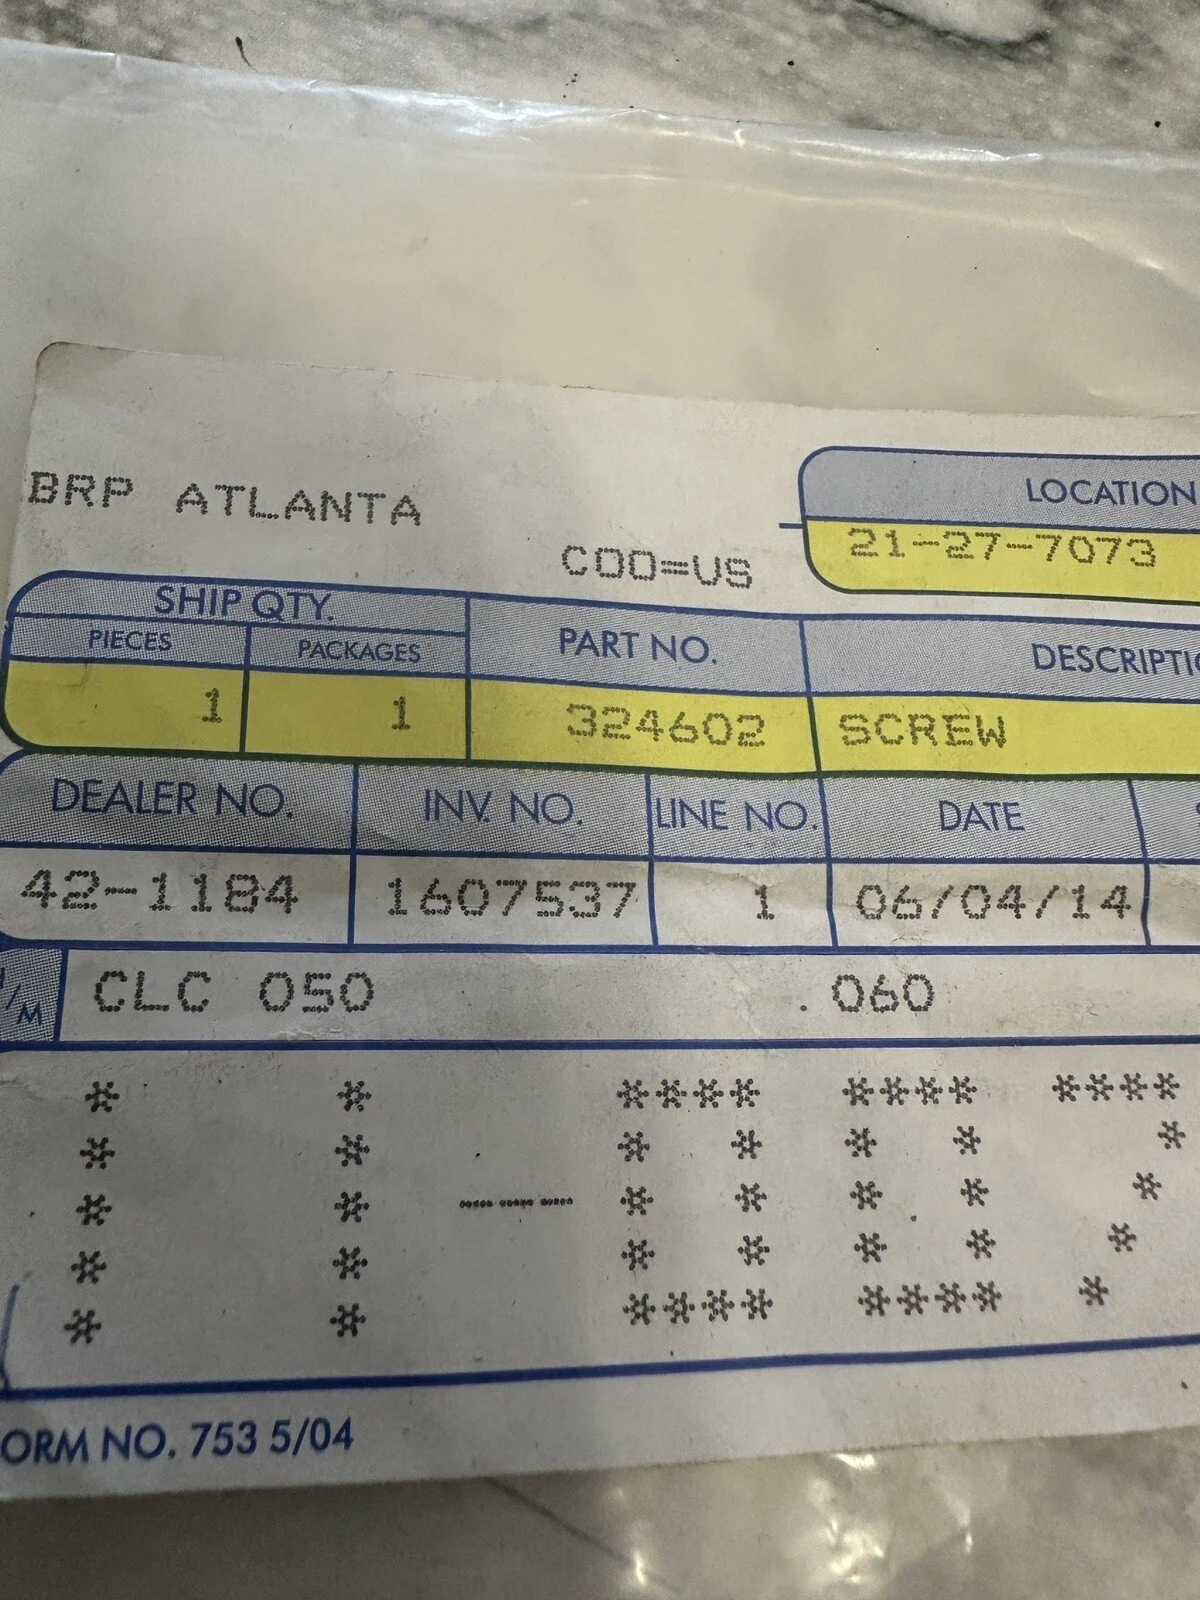 BRP ATLANTA
LOCATION
21-27-7073
COO=US
SHIP QTY.
PIECES PACKAGES PART NO. DESCRIPTI
1 1 324602 SCREW
DEALER NO. INV. NO. LINE NO. DATE
42-1184 1607537 1 06/04/14
/M CLC 050 .060
* * **** **** ****
* * * * * * *
* * --- * * * * *
* * * * * * *
* * **** **** *
ORM NO. 753 5/04